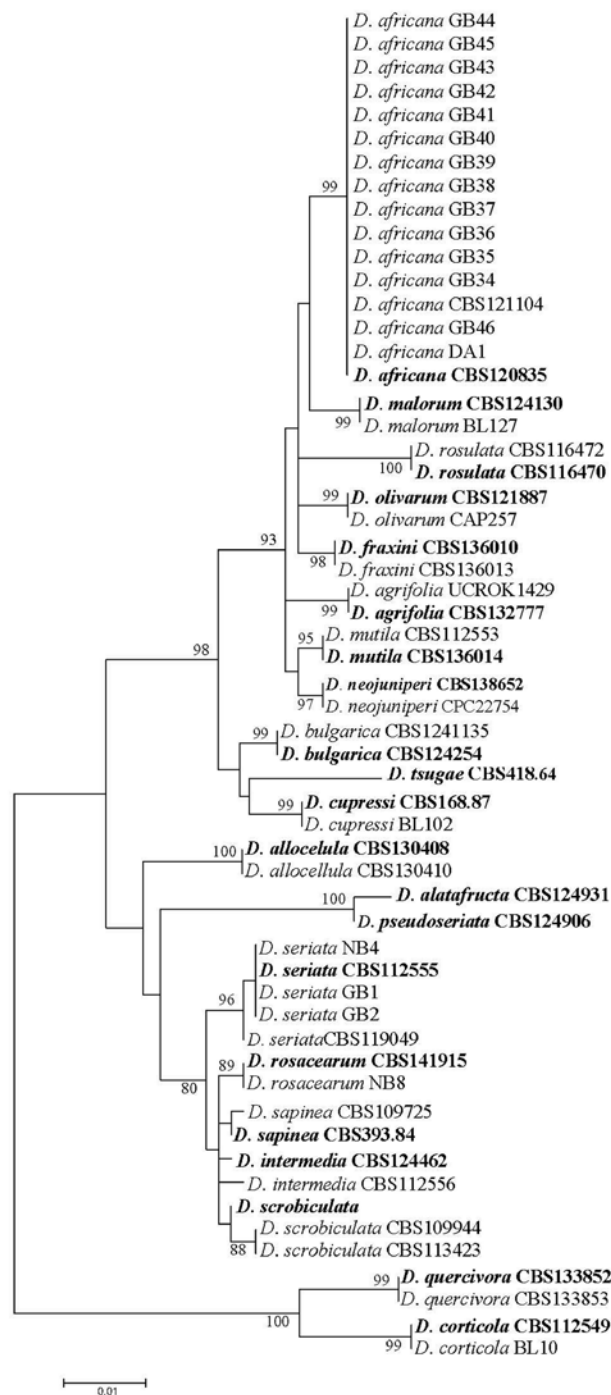 D. africana GB44
D. africana GB45
D. africana GB43
D. africana GB42
D. africana GB41
D. africana GB40
D. africana GB39
99
D. africana GB38
D. africana GB37
D. africana GB36
D. africana GB35
D. africana GB34
D. africana CBS121104
D. africana GB46
D. africana DA1
D. africana CBS120835
D. malorum CBS124130
99
D. malorum BL127
D. rosulata CBS116472
100
D. rosulata CBS116470
99
D. olivarum CBS121887
D. olivarum CAP257
93
D. fraxini CBS136010
98
D. fraxini CBS136013
D. agrifolia UCROK1429
99
D. agrifolia CBS132777
95
D. mutila CBS112553
98
D. mutila CBS136014
D. neojuniperi CBS138652
97
D. neojuniperi CPC22754
99
D. bulgarica CBS1241135
D. bulgarica CBS124254
D. tsugae CBS418.64
99
D. cupressi CBS168.87
D. cupressi BL102
100
D. allocelula CBS130408
D. allocellula CBS130410
100
D. alatafructa CBS124931
D. pseudoseriata CBS124906
D. seriata NB4
D. seriata CBS112555
96
D. seriata GB1
D. seriata GB2
D. seriataCBS119049
89
D. rosacearum CBS141915
80
D. rosacearum NB8
D. sapinea CBS109725
D. sapinea CBS393.84
D. intermedia CBS124462
D. intermedia CBS112556
D. scrobiculata
D. scrobiculata CBS109944
88
D. scrobiculata CBS113423
99
D. quercivora CBS133852
D. quercivora CBS133853
100
D. corticola CBS112549
99
D. corticola BL10
0.01